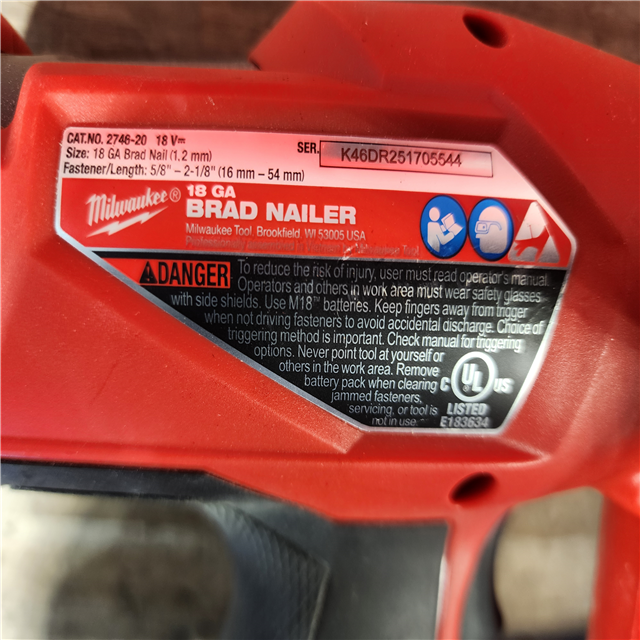 CAT.NO. 2746-20 18 V⎓
SER. K46DR251705544
Size: 18 GA Brad Nail (1,2 mm)
Fastener/Length: 5/8" – 2-1/8" (16 mm – 54 mm)
Milwaukee®
18 GA
BRAD NAILER
Milwaukee Tool, Brookfield, WI 53005 USA
DANGER
To reduce the risk of injury, user must read operator's manual.
Operators and others in work area must wear safety glasses
with side shields. Use M18™ batteries. Keep fingers away from trigger
when not driving fasteners to avoid accidental discharge. Choice of
triggering method is important. Check manual for triggering
options. Never point tool at yourself or
others in the work area. Remove
battery pack when clearing
jammed fasteners,
servicing, or tool is
not in use.
C UL US
LISTED
E183634